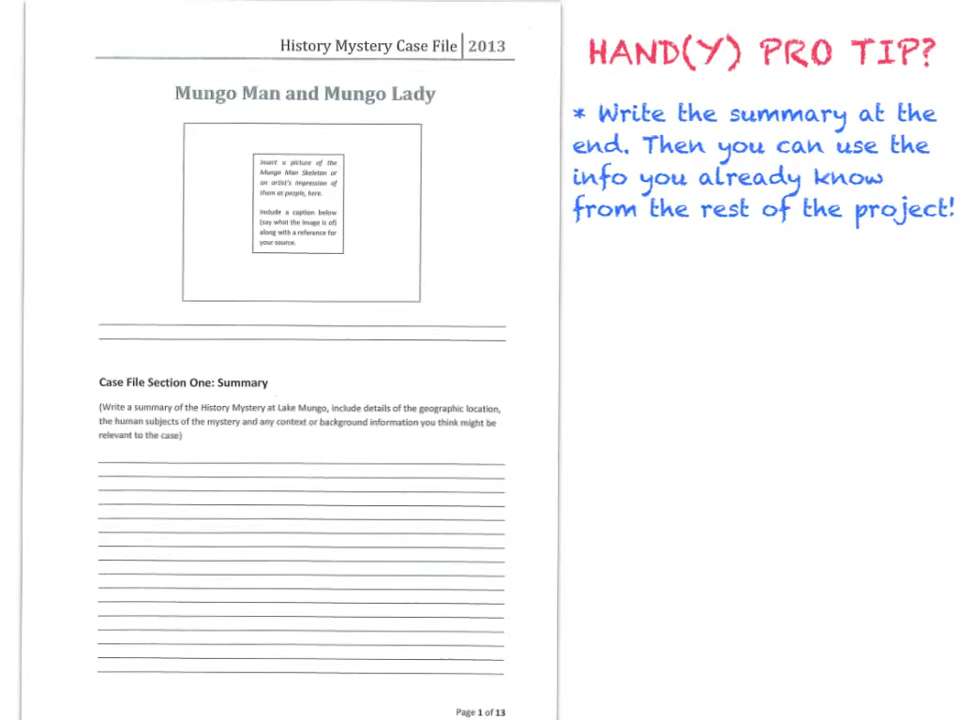 History Mystery Case File 2013
Mungo Man and Mungo Lady
Insert a picture of the
Mungo Man Skeleton or
an artist's impression of
them as people, here.
Include a caption below
(say what the image is of)
along with a reference for
your source.
Case File Section One: Summary
(Write a summary of the History Mystery at Lake Mungo, include details of the geographic location,
the human subjects of the mystery and any context or background information you think might be
relevant to the case)
Page 1 of 13
HAND(Y) PRO TIP?
* Write the summary at the
end. Then you can use the
info you already know
from the rest of the project!